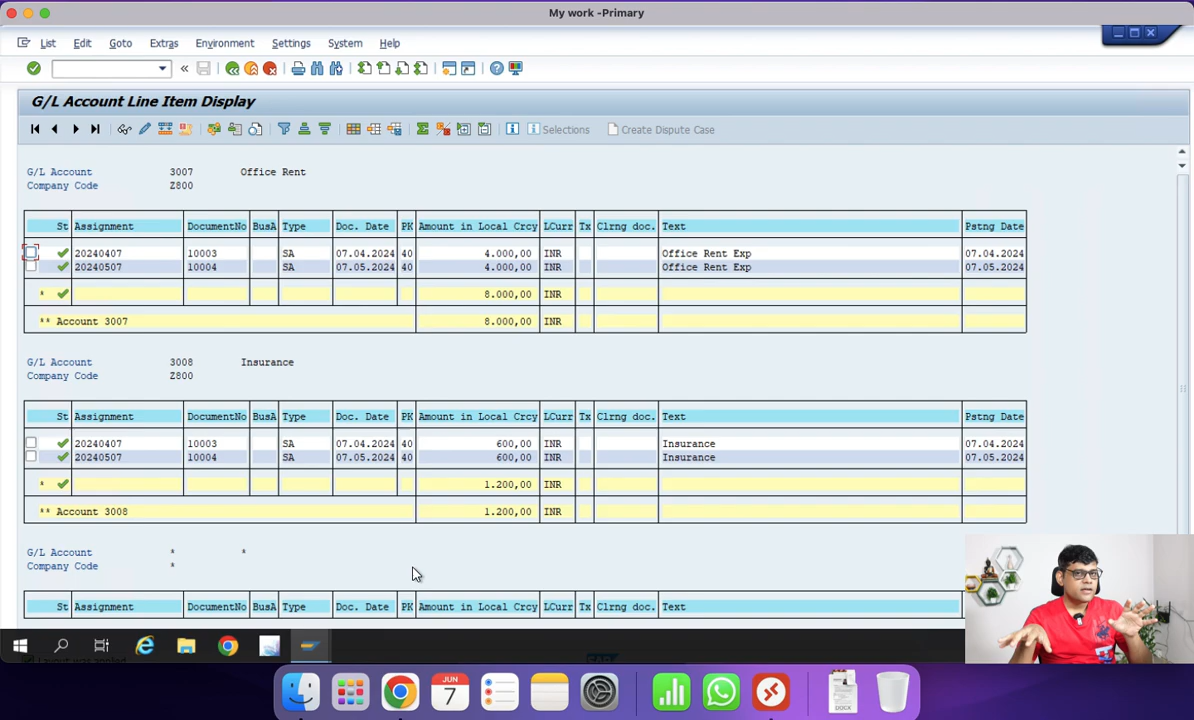 My work -Primary
List Edit Goto Extras Environment Settings System Help
G/L Account Line Item Display
Selections Create Dispute Case
G/L Account 3007 Office Rent
Company Code Z800
St Assignment DocumentNo BusA Type Doc. Date PK Amount in Local Crcy LCurr Tx Clrng doc. Text Pstng Date
20240407 10003 SA 07.04.2024 40 4.000,00 INR Office Rent Exp 07.04.2024
20240507 10004 SA 07.05.2024 40 4.000,00 INR Office Rent Exp 07.05.2024
* 8.000,00 INR
** Account 3007 8.000,00 INR
G/L Account 3008 Insurance
Company Code Z800
St Assignment DocumentNo BusA Type Doc. Date PK Amount in Local Crcy LCurr Tx Clrng doc. Text Pstng Date
20240407 10003 SA 07.04.2024 40 600,00 INR Insurance 07.04.2024
20240507 10004 SA 07.05.2024 40 600,00 INR Insurance 07.05.2024
* 1.200,00 INR
** Account 3008 1.200,00 INR
G/L Account * *
Company Code *
St Assignment DocumentNo BusA Type Doc. Date PK Amount in Local Crcy LCurr Tx Clrng doc. Text
JUN
7
DOCX